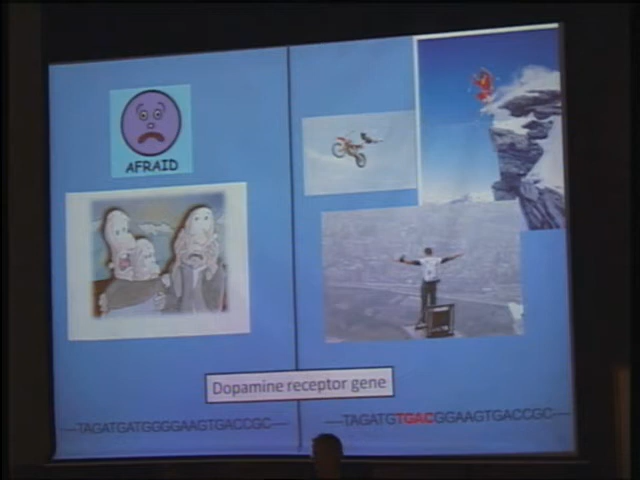 AFRAID
Dopamine receptor gene
—TAGATGATGGGGAAGTGACCGC—
—TAGATGTGACGGAAGTGACCGC—